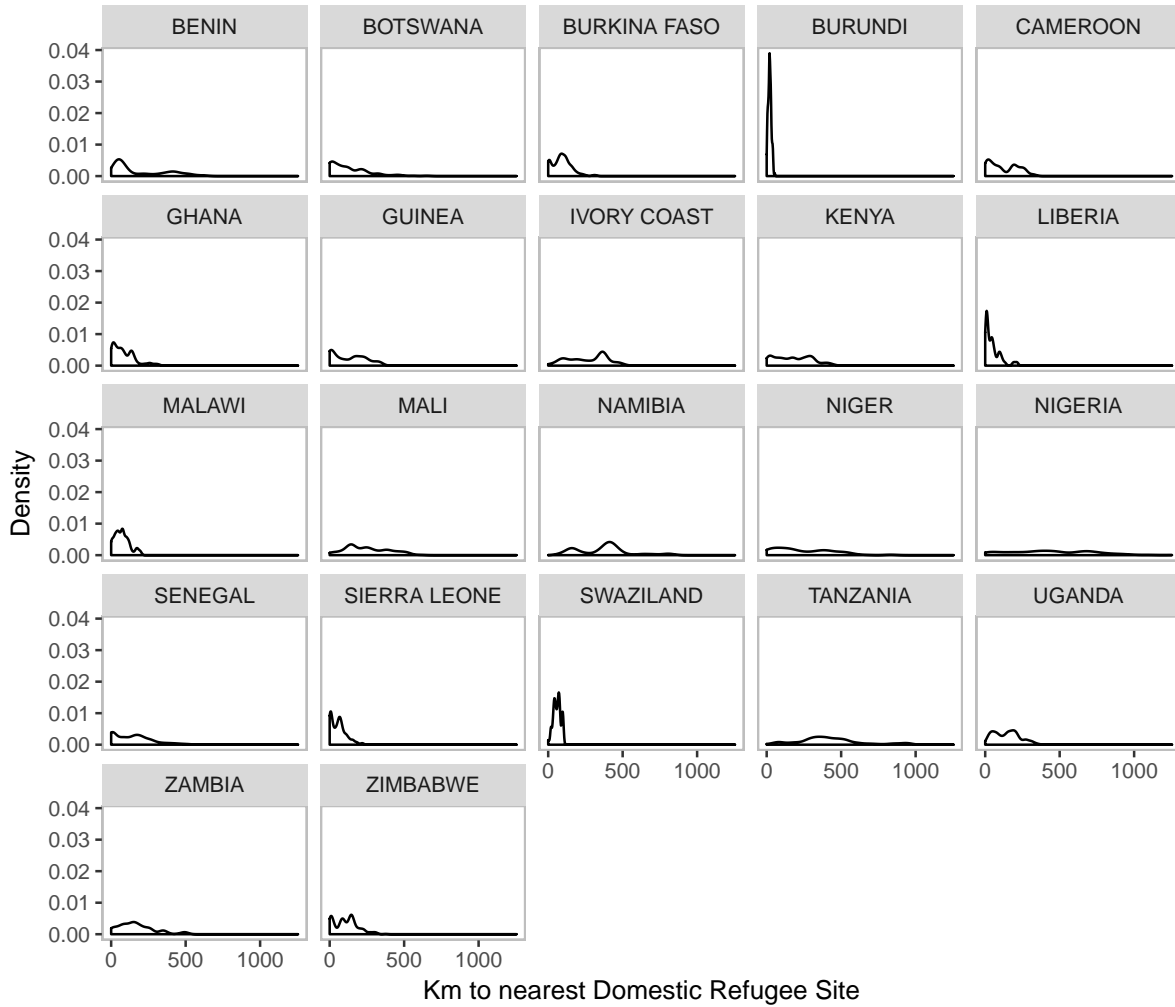 BENIN BOTSWANA BURKINA FASO BURUNDI CAMEROON
0.04
0.03
0.02
0.01
0.00
GHANA GUINEA IVORY COAST KENYA LIBERIA
0.04
0.03
0.02
0.01
0.00
MALAWI MALI NAMIBIA NIGER NIGERIA
0.04
0.03
0.02
0.01
0.00
Density
SENEGAL SIERRA LEONE SWAZILAND TANZANIA UGANDA
0.04
0.03
0.02
0.01
0.00
0 500 1000 0 500 1000 0 500 1000
ZAMBIA ZIMBABWE
0.04
0.03
0.02
0.01
0.00
0 500 1000 0 500 1000
Km to nearest Domestic Refugee Site